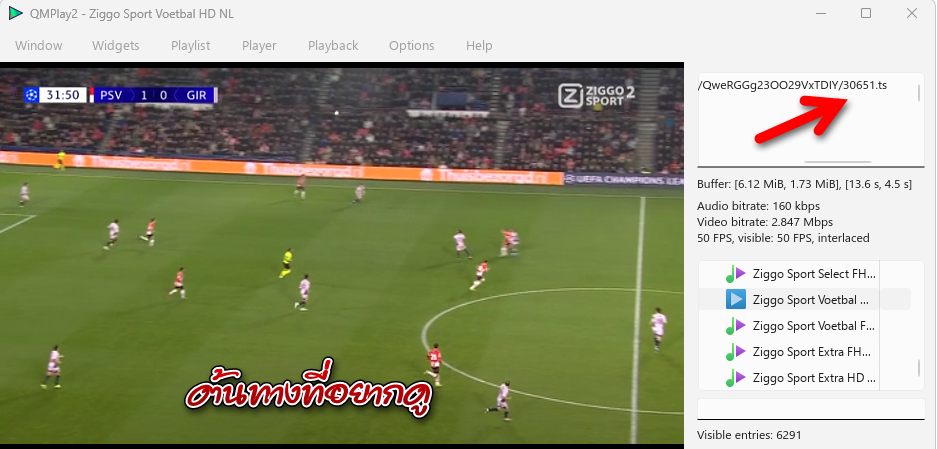 QMPlay2 - Ziggo Sport Voetbal HD NL
Window Widgets Playlist Player Playback Options Help
31:50 PSV 1 0 GIR
ZIGGO SPORT 2
Thuisbezorgd.nl Thuisbezorgd.nl UEFA CHAMPIONS LEAG
ต้นทางที่อยากดู
/QweRGGg23OO29VxTDIY/30651.ts
Buffer: [6.12 MiB, 1.73 MiB], [13.6 s, 4.5 s]
Audio bitrate: 160 kbps
Video bitrate: 2.847 Mbps
50 FPS, visible: 50 FPS, interlaced
Ziggo Sport Select FH...
Ziggo Sport Voetbal ...
Ziggo Sport Voetbal F...
Ziggo Sport Extra FH...
Ziggo Sport Extra HD ...
Visible entries: 6291